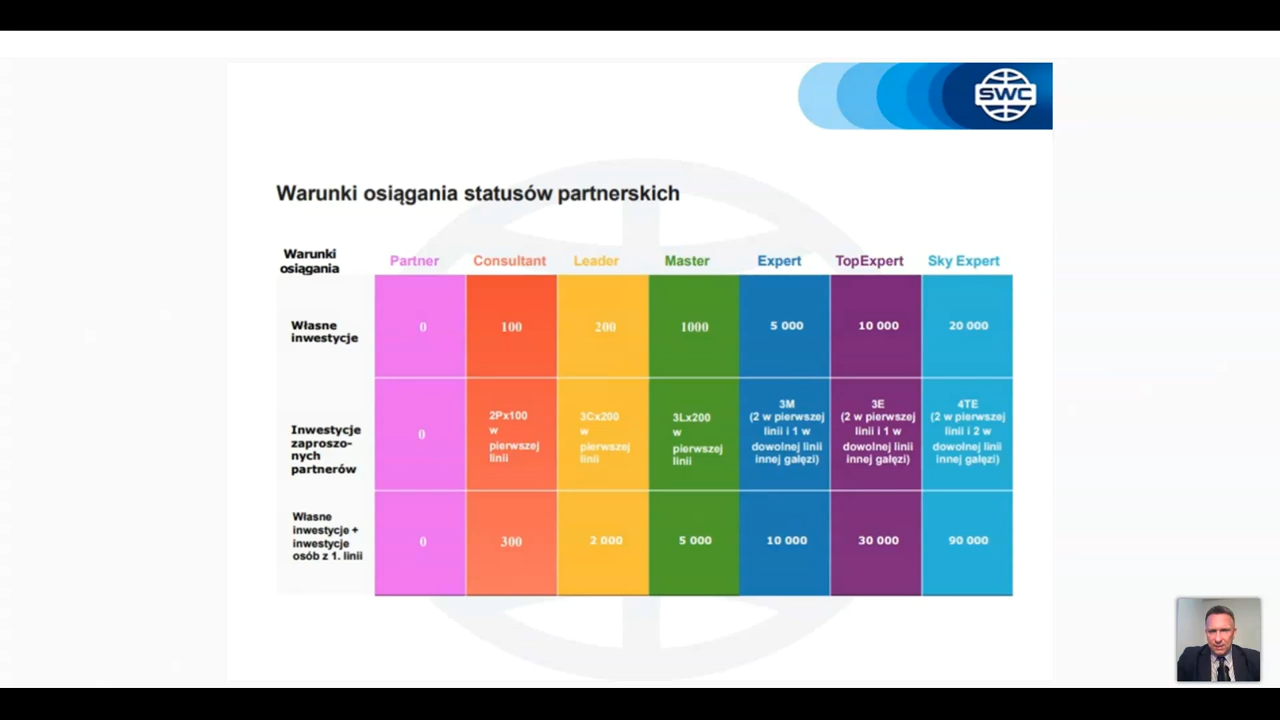 SWC
Warunki osiągania statusów partnerskich
Warunki
osiągania
Partner
Consultant
Leader
Master
Expert
TopExpert
Sky Expert
Własne
inwestycje
0
100
200
1000
5 000
10 000
20 000
Inwestycje
zaproszo-
nych
partnerów
0
2Px100
w
pierwszej
linii
3Cx200
w
pierwszej
linii
3Lx200
w
pierwszej
linii
3M
(2 w pierwszej
linii i 1 w
dowolnej linii
innej gałęzi)
3E
(2 w pierwszej
linii i 1 w
dowolnej linii
innej gałęzi)
4TE
(2 w pierwszej
linii i 2 w
dowolnej linii
innej gałęzi)
Własne
inwestycje +
inwestycje
osób z 1. linii
0
300
2 000
5 000
10 000
30 000
90 000